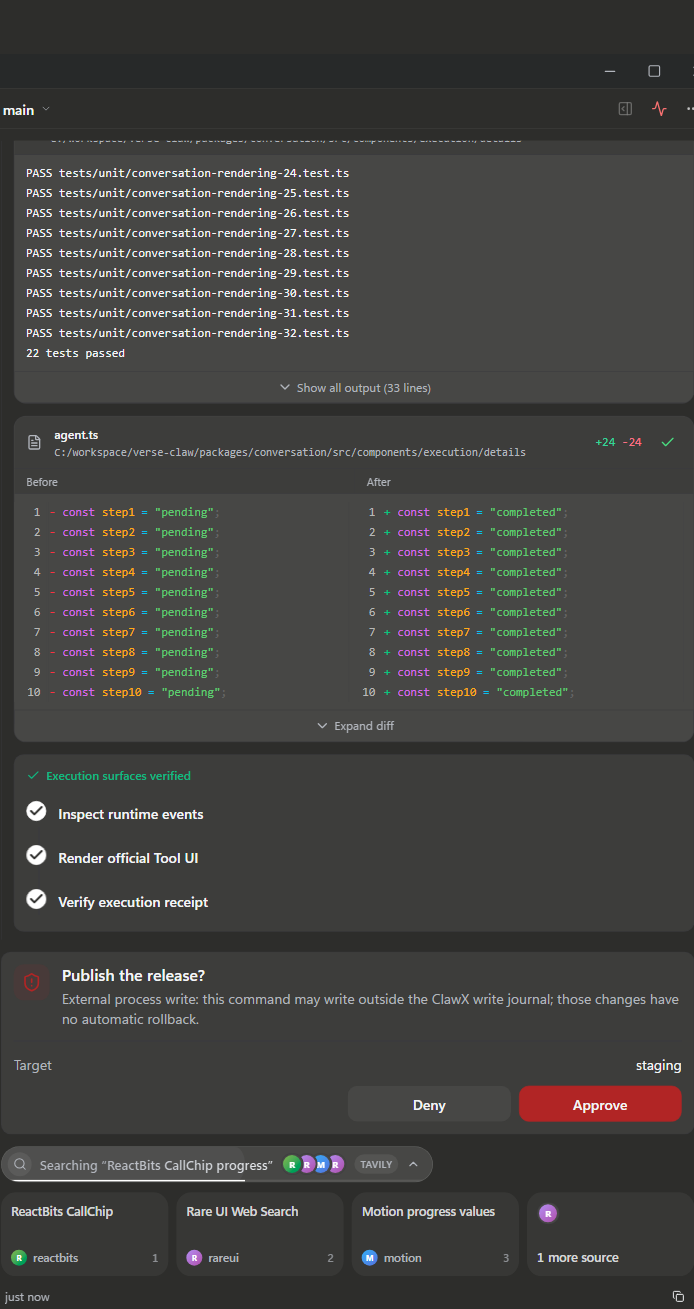 main
C:/workspace/verse-claw/packages/conversation/src/components/execution/details
PASS tests/unit/conversation-rendering-24.test.ts
PASS tests/unit/conversation-rendering-25.test.ts
PASS tests/unit/conversation-rendering-26.test.ts
PASS tests/unit/conversation-rendering-27.test.ts
PASS tests/unit/conversation-rendering-28.test.ts
PASS tests/unit/conversation-rendering-29.test.ts
PASS tests/unit/conversation-rendering-30.test.ts
PASS tests/unit/conversation-rendering-31.test.ts
PASS tests/unit/conversation-rendering-32.test.ts
22 tests passed
Show all output (33 lines)
agent.ts
C:/workspace/verse-claw/packages/conversation/src/components/execution/details
+24 -24
Before
1 - const step1 = "pending";
2 - const step2 = "pending";
3 - const step3 = "pending";
4 - const step4 = "pending";
5 - const step5 = "pending";
6 - const step6 = "pending";
7 - const step7 = "pending";
8 - const step8 = "pending";
9 - const step9 = "pending";
10 - const step10 = "pending";
After
1 + const step1 = "completed";
2 + const step2 = "completed";
3 + const step3 = "completed";
4 + const step4 = "completed";
5 + const step5 = "completed";
6 + const step6 = "completed";
7 + const step7 = "completed";
8 + const step8 = "completed";
9 + const step9 = "completed";
10 + const step10 = "completed";
Expand diff
Execution surfaces verified
Inspect runtime events
Render official Tool UI
Verify execution receipt
Publish the release?
External process write: this command may write outside the ClawX write journal; those changes have
no automatic rollback.
Target
staging
Deny
Approve
Searching “ReactBits CallChip progress” R R M R TAVILY
ReactBits CallChip
R reactbits 1
Rare UI Web Search
R rareui 2
Motion progress values
M motion 3
R
1 more source
just now